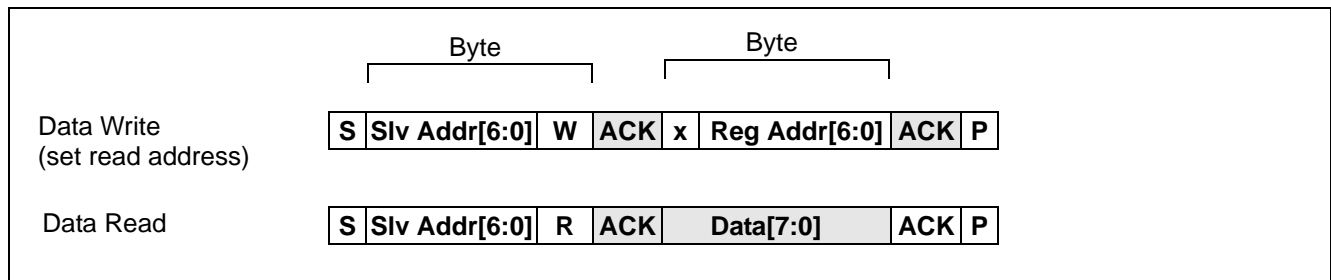 Byte Byte
Data Write
(set read address)
S Slv Addr[6:0] W ACK x Reg Addr[6:0] ACK P
Data Read S Slv Addr[6:0] R ACK Data[7:0] ACK P